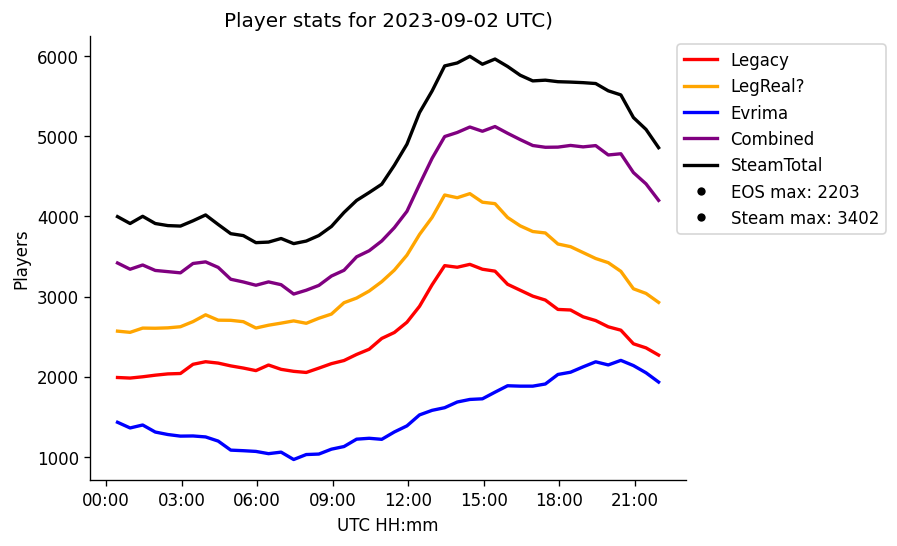 Player stats for 2023-09-02 UTC)
6000
5000
4000
3000
2000
1000
Players
00:00 03:00 06:00 09:00 12:00 15:00 18:00 21:00
UTC HH:mm
Legacy
LegReal?
Evrima
Combined
SteamTotal
EOS max: 2203
Steam max: 3402